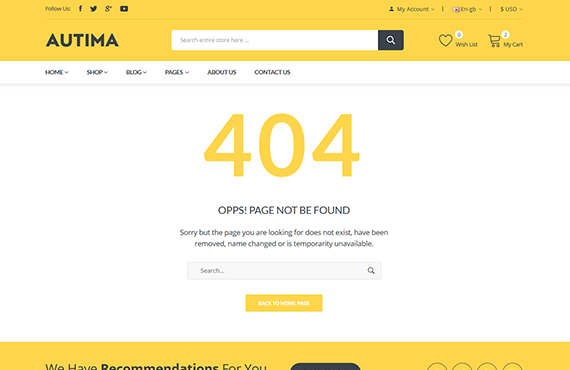 Follow Us:
My Account En-gb $ USD
AUTIMA
Search entire store here ...
0
Wish List
2
My Cart
HOME SHOP BLOG PAGES ABOUT US CONTACT US
404
OPPS! PAGE NOT BE FOUND
Sorry but the page you are looking for does not exist, have been
removed, name changed or is temporarity unavailable.
Search...
BACK TO HOME PAGE
We Have Recommendations For You